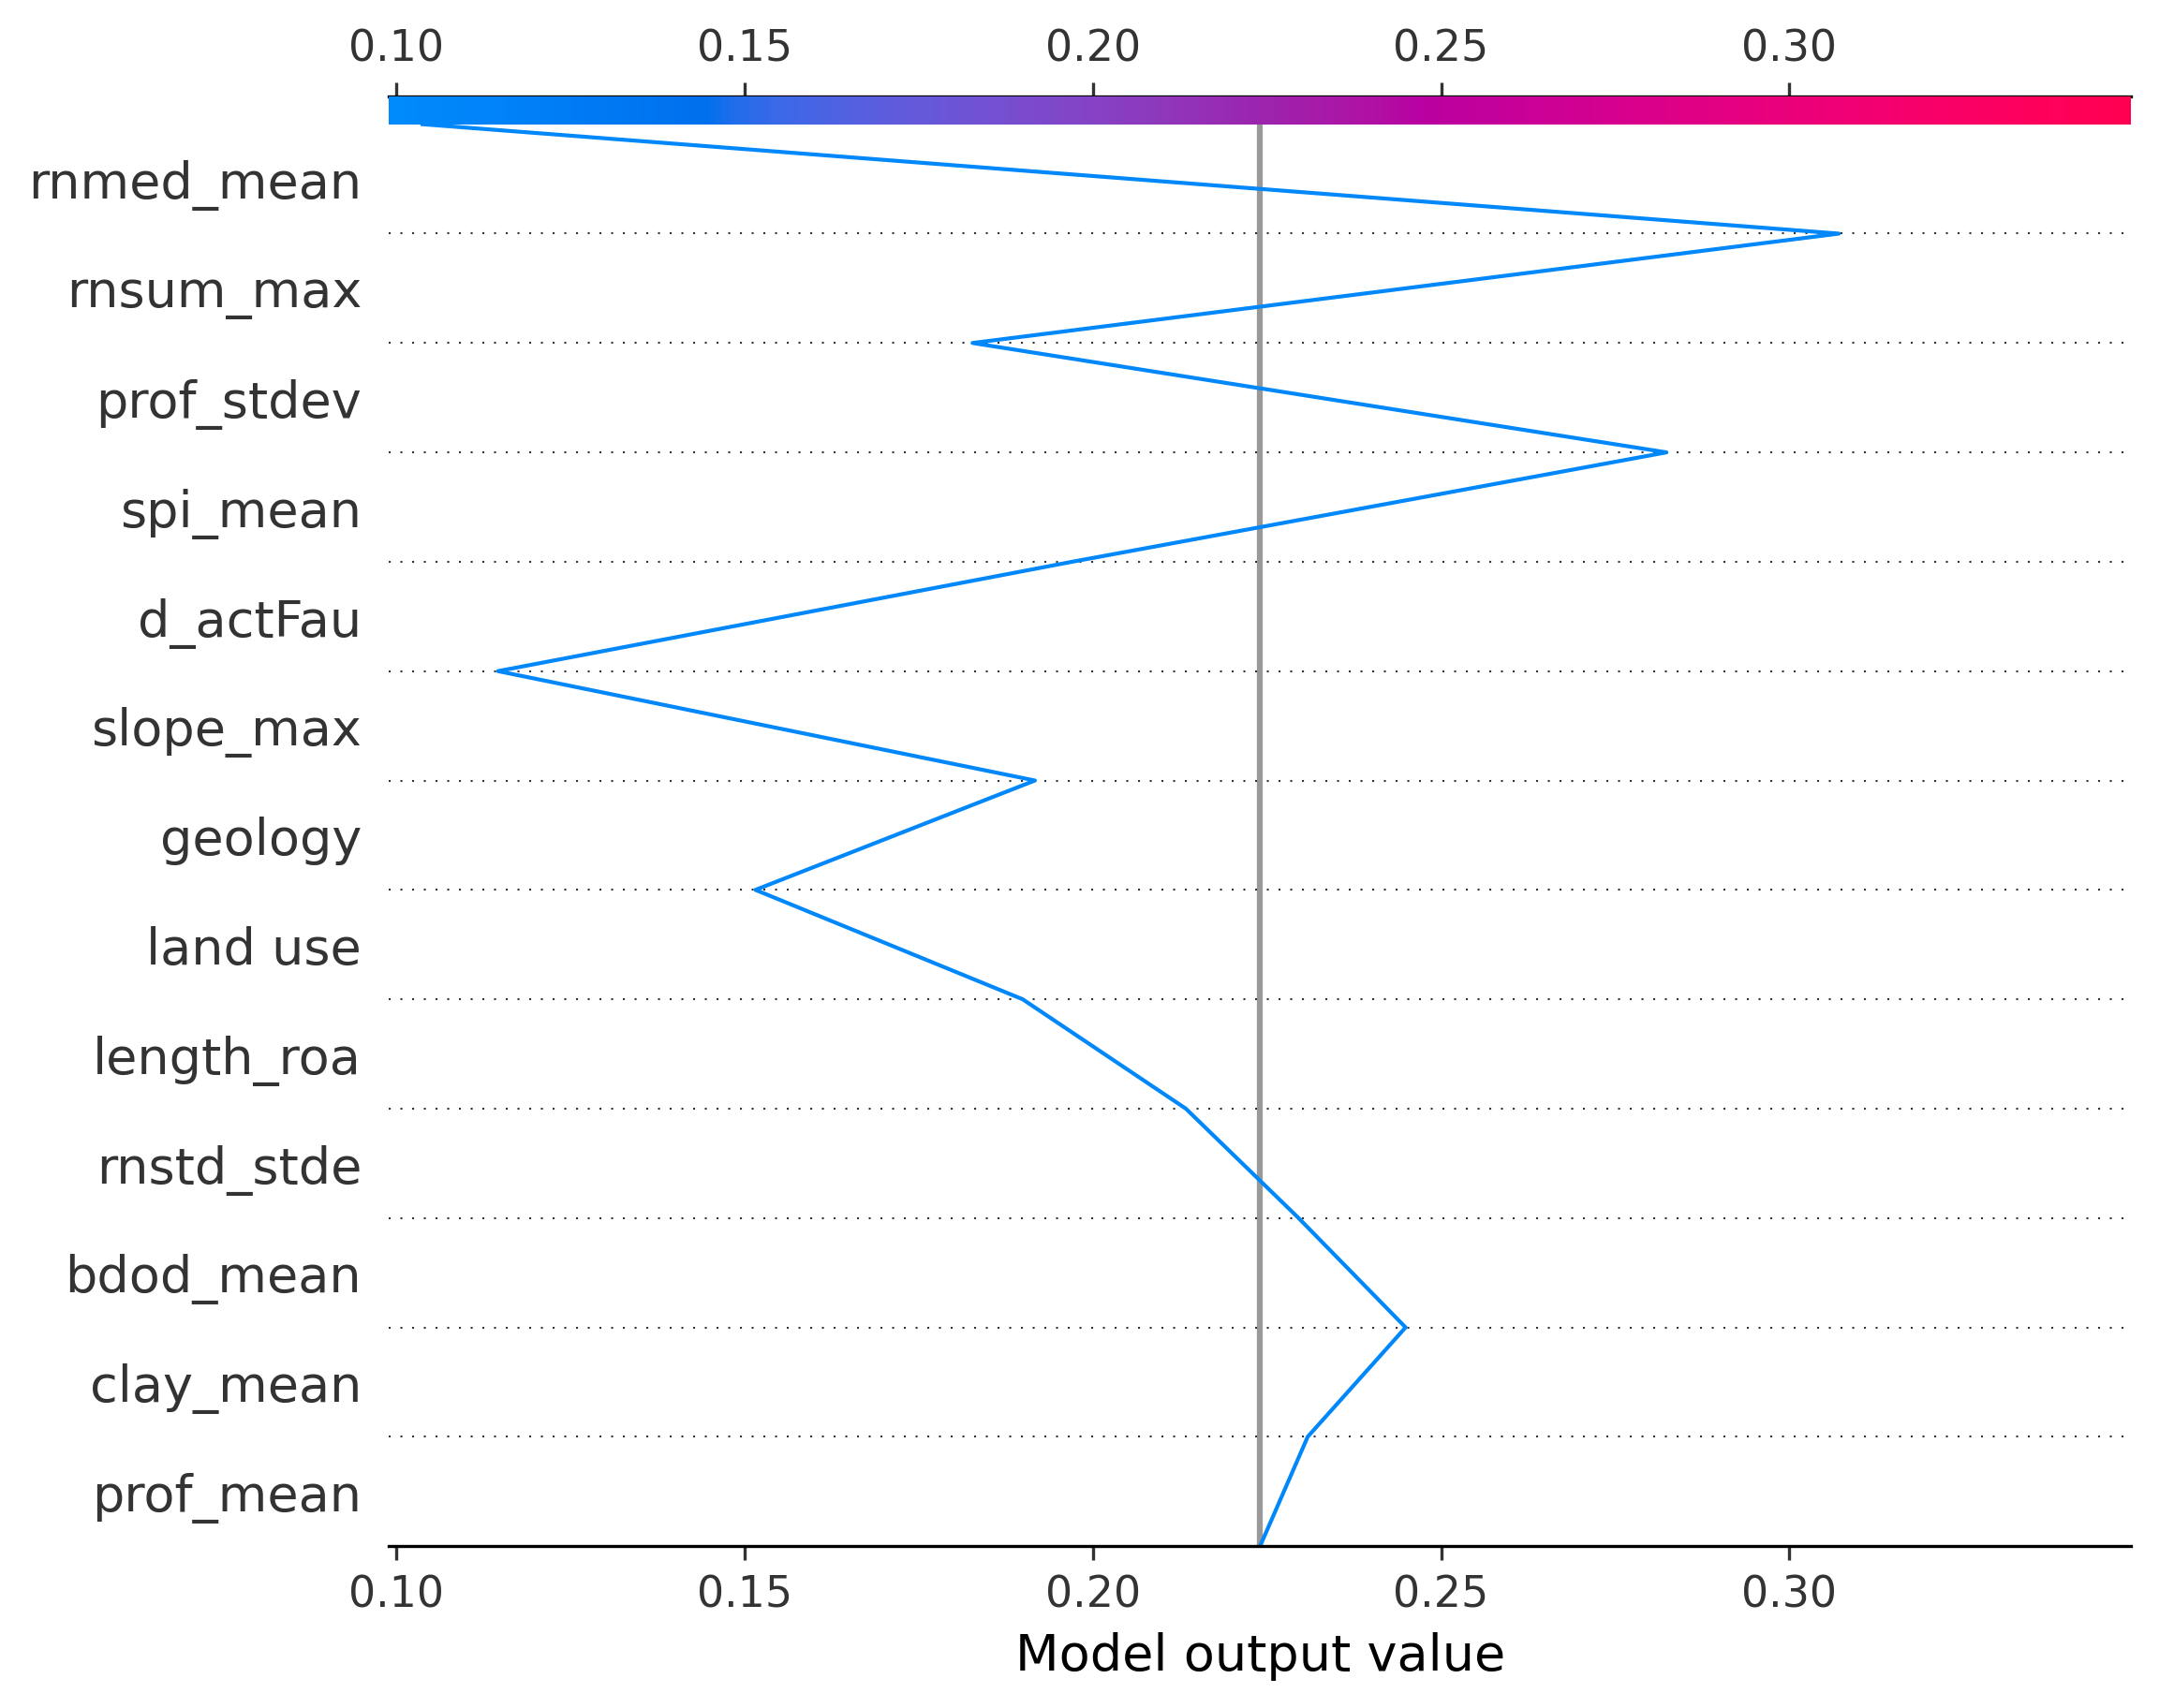 0.10 0.15 0.20 0.25 0.30
rnmed_mean
rnsum_max
prof_stdev
spi_mean
d_actFau
slope_max
geology
land use
length_roa
rnstd_stde
bdod_mean
clay_mean
prof_mean
0.10 0.15 0.20 0.25 0.30
Model output value